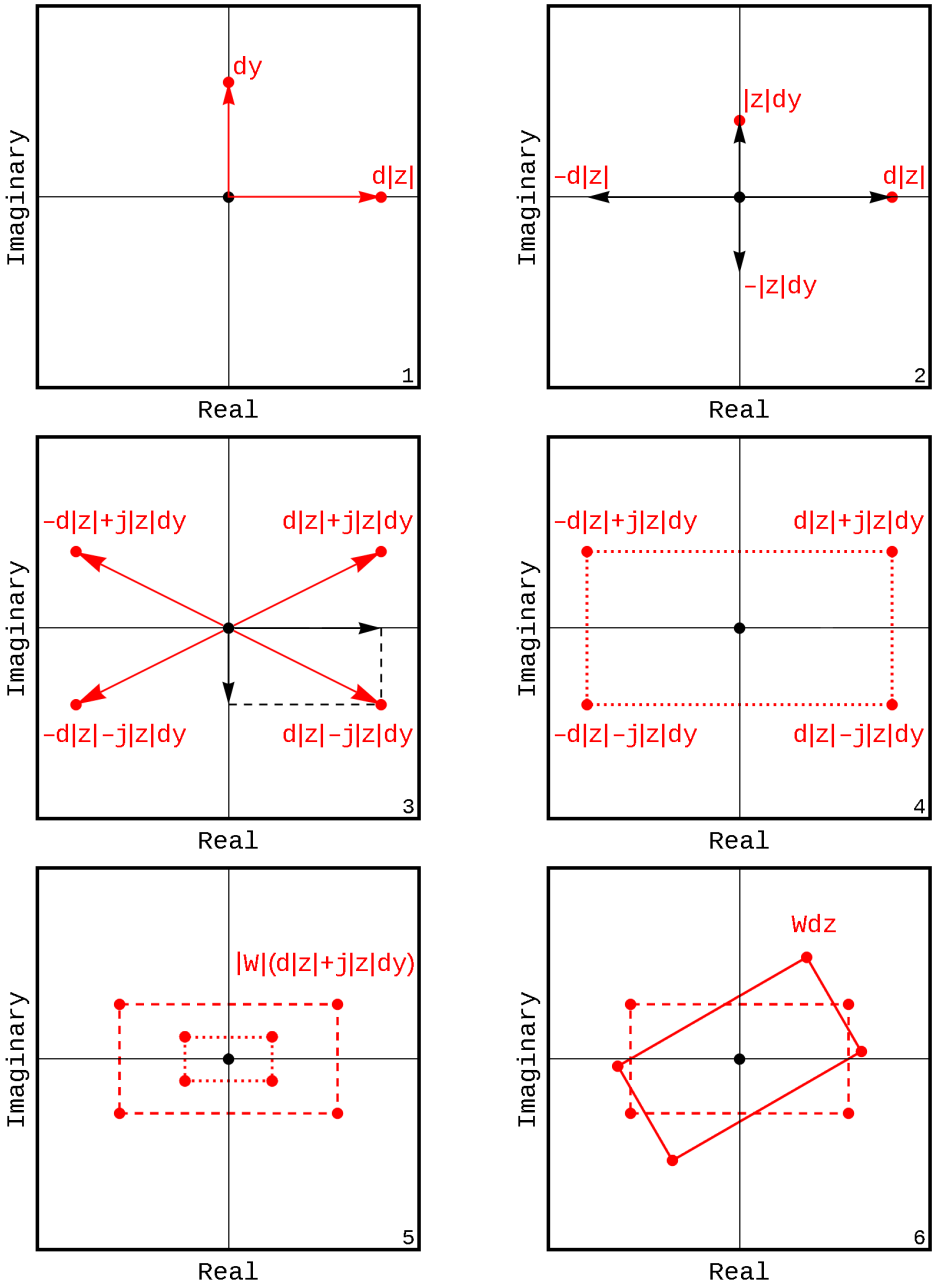 dy
d|z|
Imaginary
1
Real
|z|dy
–d|z|
d|z|
–|z|dy
Imaginary
2
Real
–d|z|+j|z|dy
d|z|+j|z|dy
–d|z|–j|z|dy
d|z|–j|z|dy
Imaginary
3
Real
–d|z|+j|z|dy
d|z|+j|z|dy
–d|z|–j|z|dy
d|z|–j|z|dy
Imaginary
4
Real
|W|(d|z|+j|z|dy)
Imaginary
5
Real
Wdz
Imaginary
6
Real